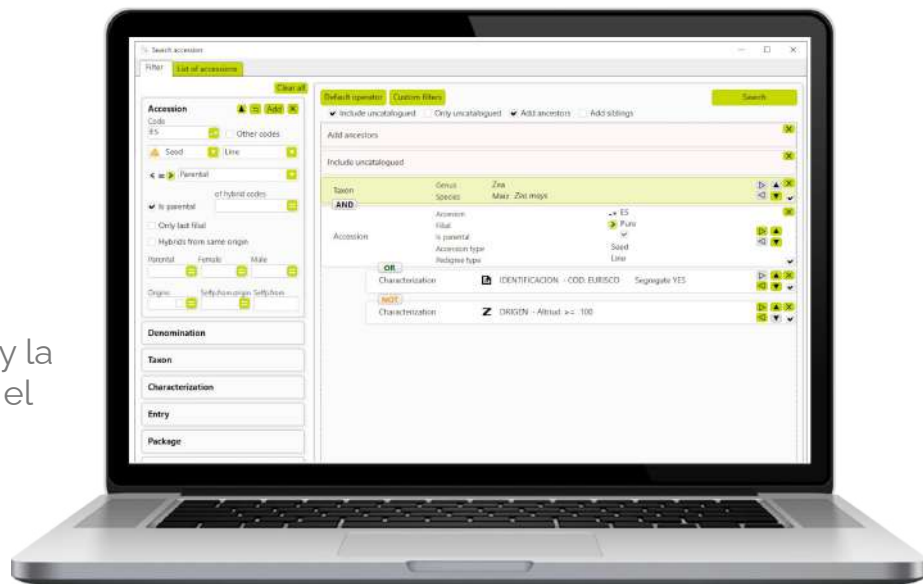 y la
el
Search accession
Filter
List of accessions
Clear all
Accession
Add
Code
ES
Other codes
Seed
Line
Parental
of hybrid codes
Is parental
Only last filial
Hybrids from same origin
Parental Female Male
Origins
Denomination
Taxon
Characterization
Entry
Package
Default operator
Custom filters
Search
Include uncatalogued
Only uncatalogued
Add ancestors
Add siblings
Add ancestors
Include uncatalogued
Taxon
Genus Zea
Species Maíz Zea mays
AND
Accession
Accession ES
Filial Pure
Is parental
Accession type Seed
Pedigree type Line
OR
Characterization IDENTIFICACION - COD. EURISCO Segregate YES
NOT
Characterization ORIGEN - Altitud >= 100